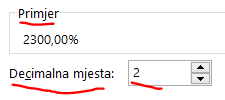 Primjer
2300,00%
Decimalna mjesta: 2